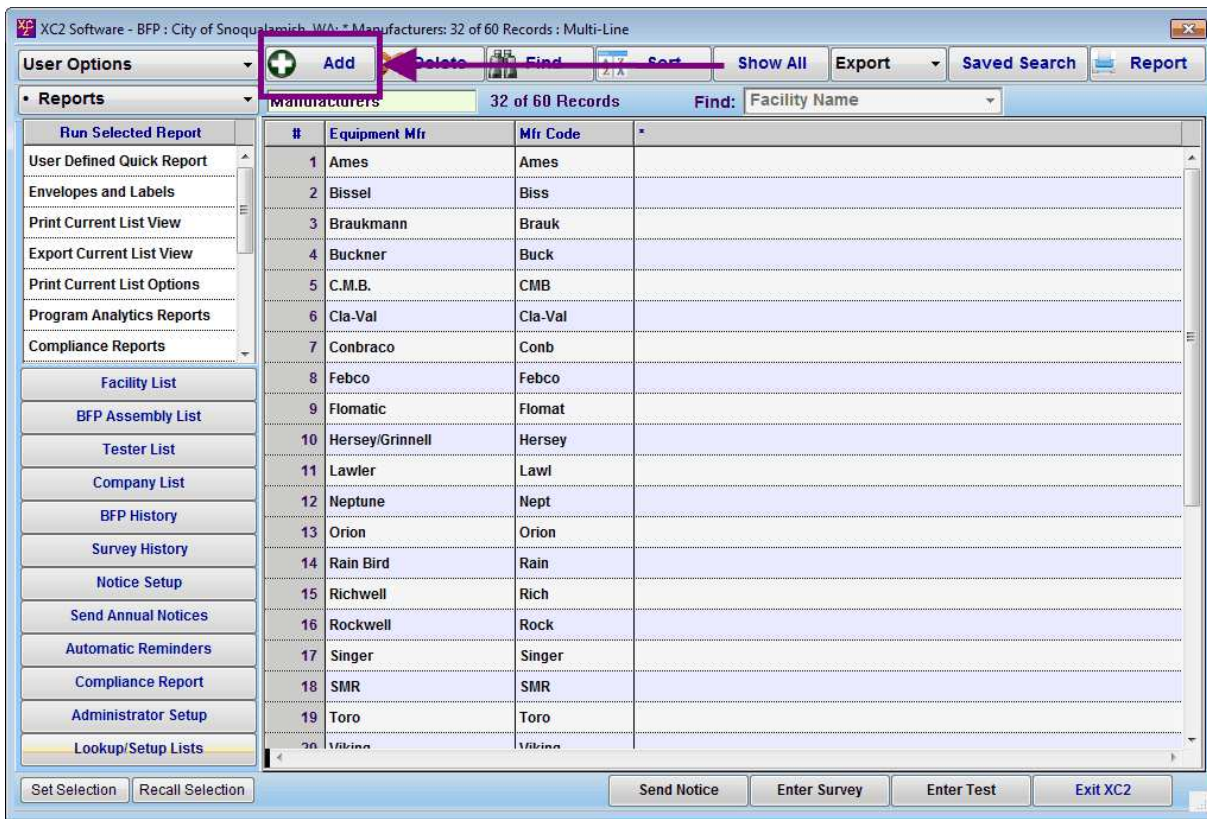 XC2 Software - BFP : City of Snoqualamish, WA: * Manufacturers: 32 of 60 Records : Multi-Line
User Options Add Delete Find Sort Show All Export Saved Search Report
• Reports Manufacturers 32 of 60 Records Find: Facility Name
Run Selected Report
User Defined Quick Report
Envelopes and Labels
Print Current List View
Export Current List View
Print Current List Options
Program Analytics Reports
Compliance Reports
Facility List
BFP Assembly List
Tester List
Company List
BFP History
Survey History
Notice Setup
Send Annual Notices
Automatic Reminders
Compliance Report
Administrator Setup
Lookup/Setup Lists
# Equipment Mfr Mfr Code *
1 Ames Ames
2 Bissel Biss
3 Braukmann Brauk
4 Buckner Buck
5 C.M.B. CMB
6 Cla-Val Cla-Val
7 Conbraco Conb
8 Febco Febco
9 Flomatic Flomat
10 Hersey/Grinnell Hersey
11 Lawler Lawl
12 Neptune Nept
13 Orion Orion
14 Rain Bird Rain
15 Richwell Rich
16 Rockwell Rock
17 Singer Singer
18 SMR SMR
19 Toro Toro
20 Viking Viking
Set Selection Recall Selection Send Notice Enter Survey Enter Test Exit XC2